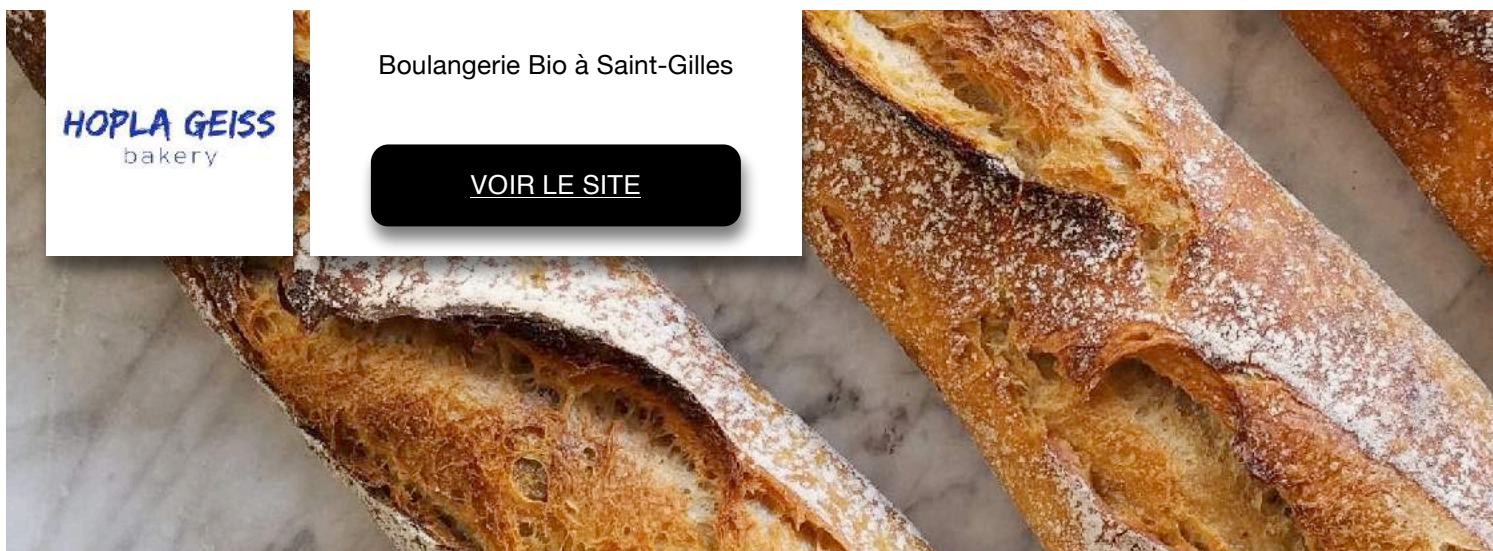 HOPLA GEISS
bakery
Boulangerie Bio à Saint-Gilles
VOIR LE SITE